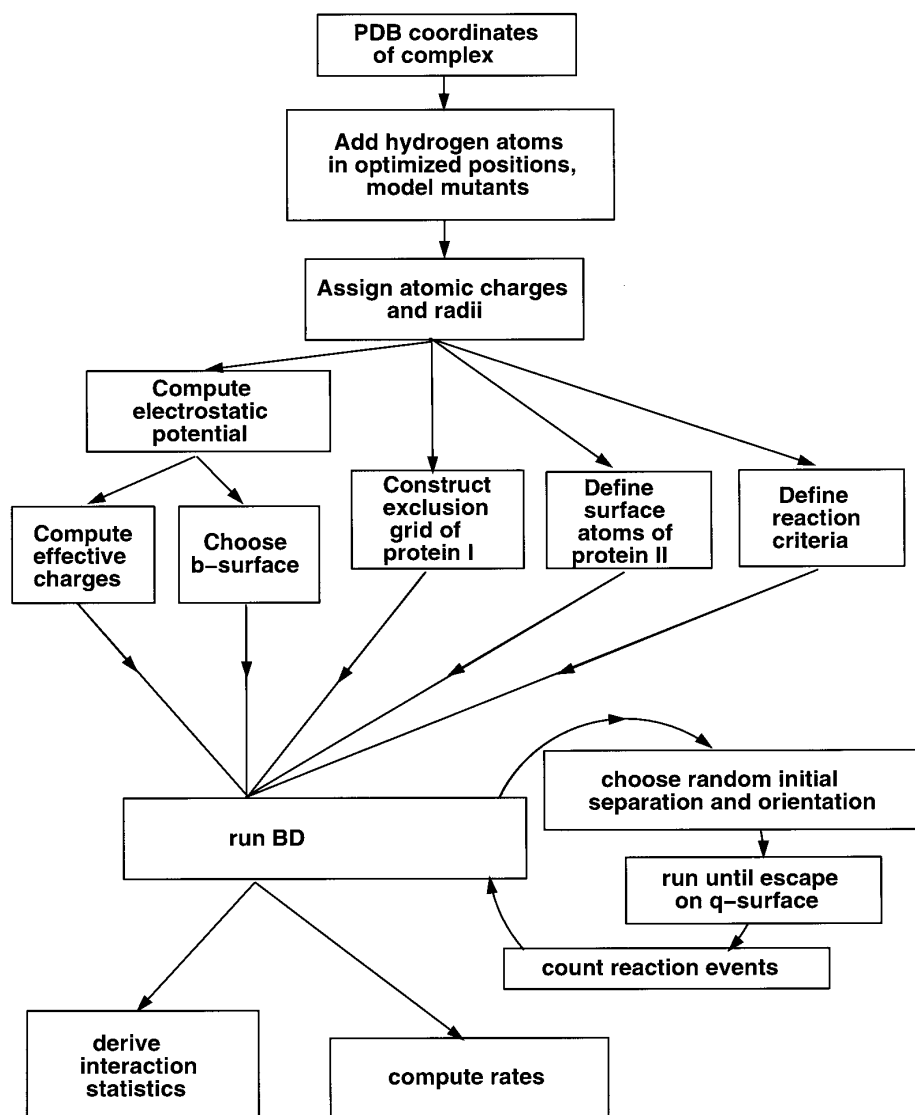 PDB coordinates
of complex
Add hydrogen atoms
in optimized positions,
model mutants
Assign atomic charges
and radii
Compute
electrostatic
potential
Compute
effective
charges
Choose
b−surface
Construct
exclusion
grid of
protein I
Define
surface
atoms of
protein II
Define
reaction
criteria
run BD
choose random initial
separation and orientation
run until escape
on q−surface
count reaction events
derive
interaction
statistics
compute rates